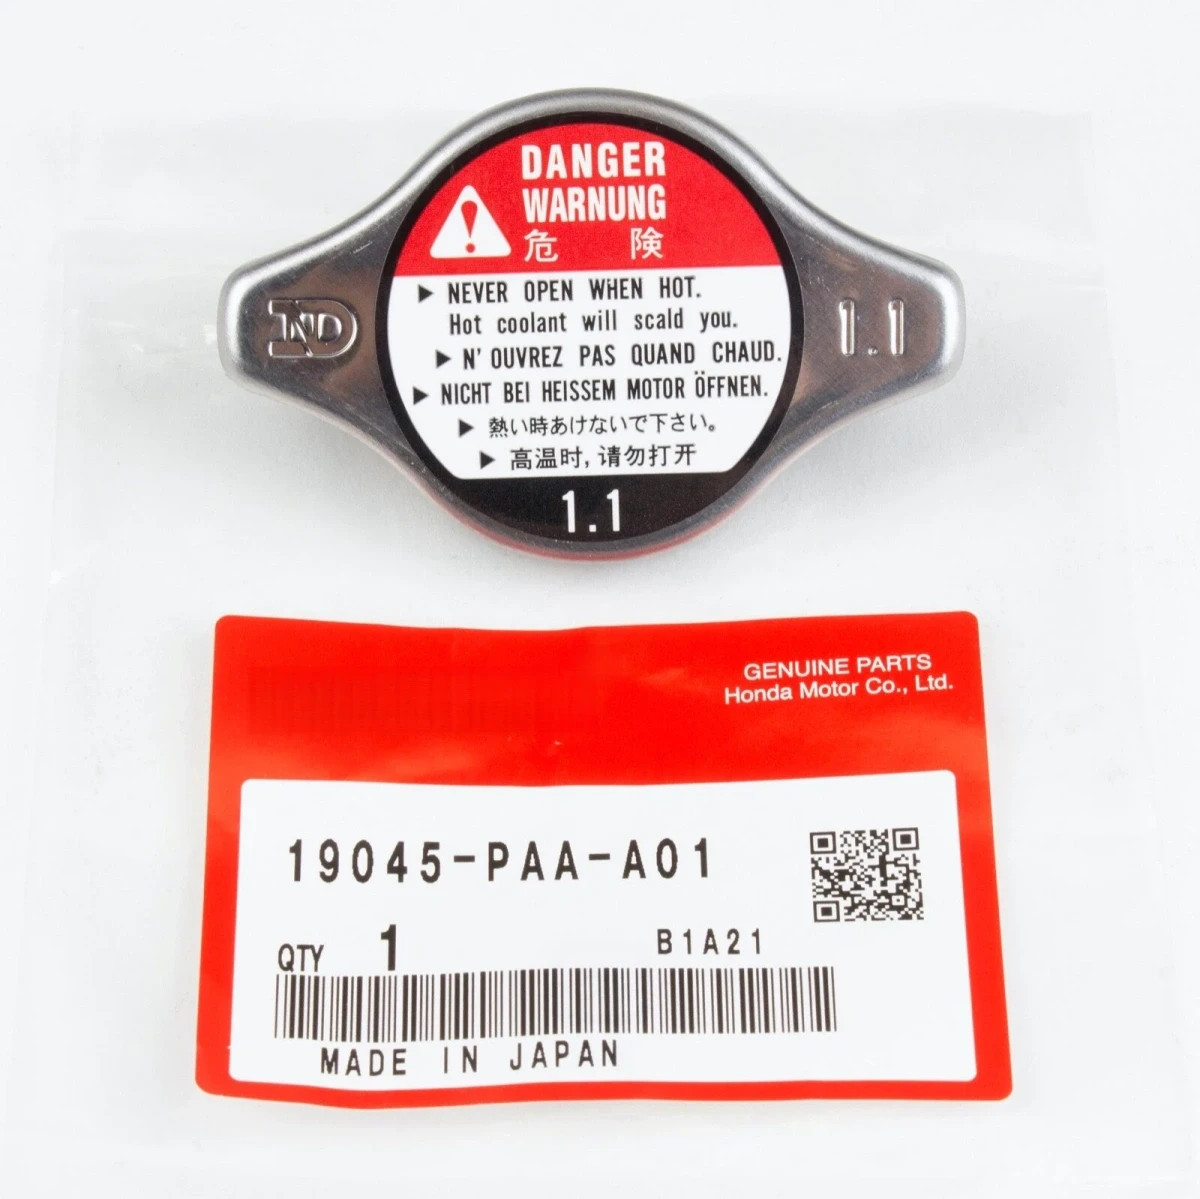 DANGER
WARNUNG
危 険
▶ NEVER OPEN WHEN HOT.
Hot coolant will scald you.
▶ N' OUVREZ PAS QUAND CHAUD.
▶ NICHT BEI HEISSEM MOTOR ÖFFNEN.
▶ 熱い時あけないで下さい。
▶ 高温时,请勿打开
1.1
ND
1.1
GENUINE PARTS
Honda Motor Co., Ltd.
19045-PAA-A01
QTY 1 B1A21
MADE IN JAPAN